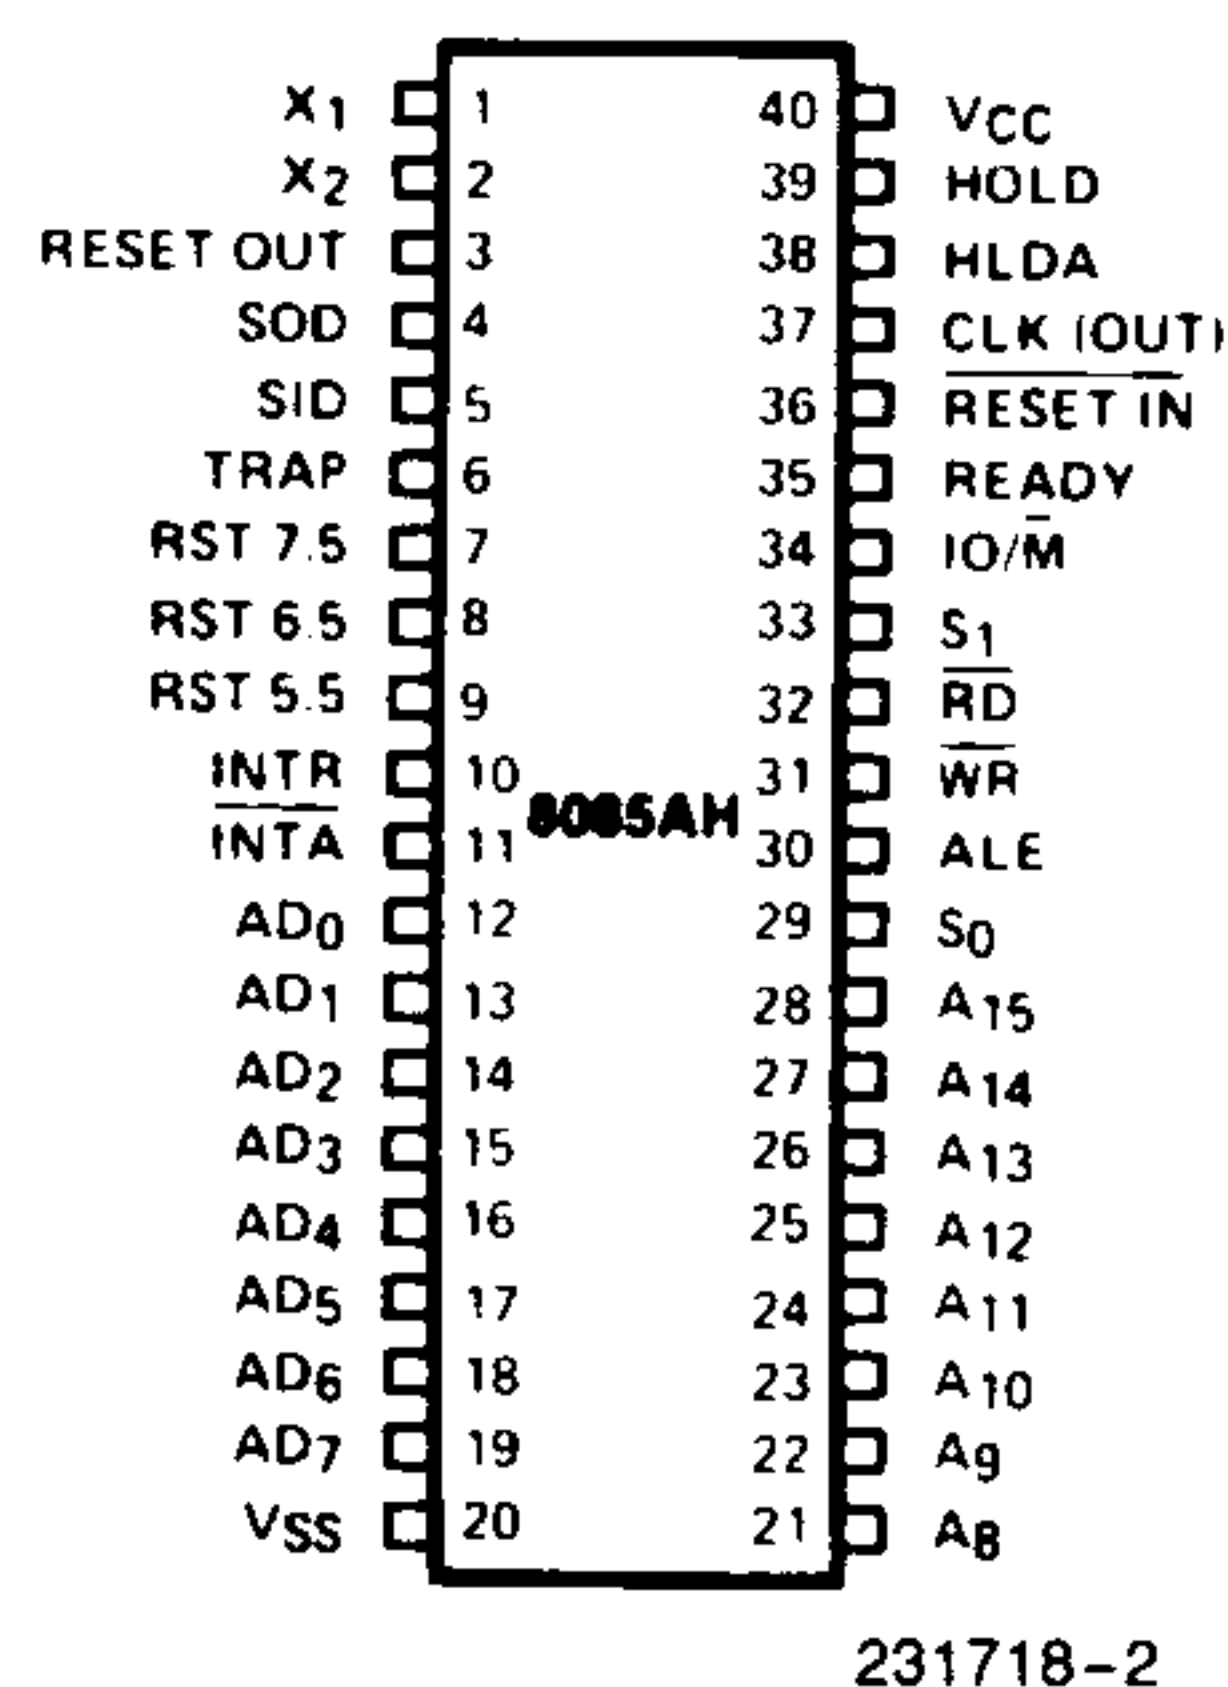 X1 1 40 VCC
X2 2 39 HOLD
RESET OUT 3 38 HLDA
SOD 4 37 CLK (OUT)
SID 5 36 RESET IN
TRAP 6 35 READY
RST 7.5 7 34 IO/M̅
RST 6.5 8 33 S1
RST 5.5 9 32 RD
INTR 10 31 WR
8085AH
INTA 11 30 ALE
AD0 12 29 S0
AD1 13 28 A15
AD2 14 27 A14
AD3 15 26 A13
AD4 16 25 A12
AD5 17 24 A11
AD6 18 23 A10
AD7 19 22 A9
VSS 20 21 A8
231718-2